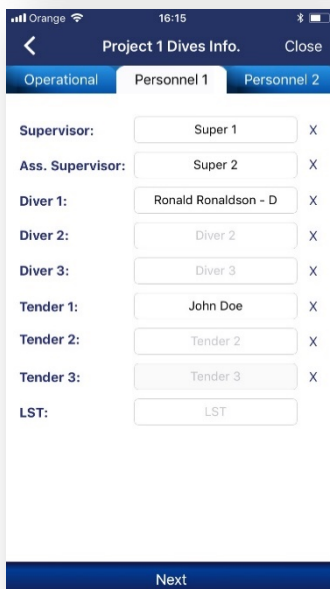 Orange 16:15
Project 1 Dives Info. Close
Operational Personnel 1 Personnel 2
Supervisor: Super 1 X
Ass. Supervisor: Super 2 X
Diver 1: Ronald Ronaldson - D X
Diver 2: Diver 2 X
Diver 3: Diver 3 X
Tender 1: John Doe X
Tender 2: Tender 2 X
Tender 3: Tender 3 X
LST: LST
Next